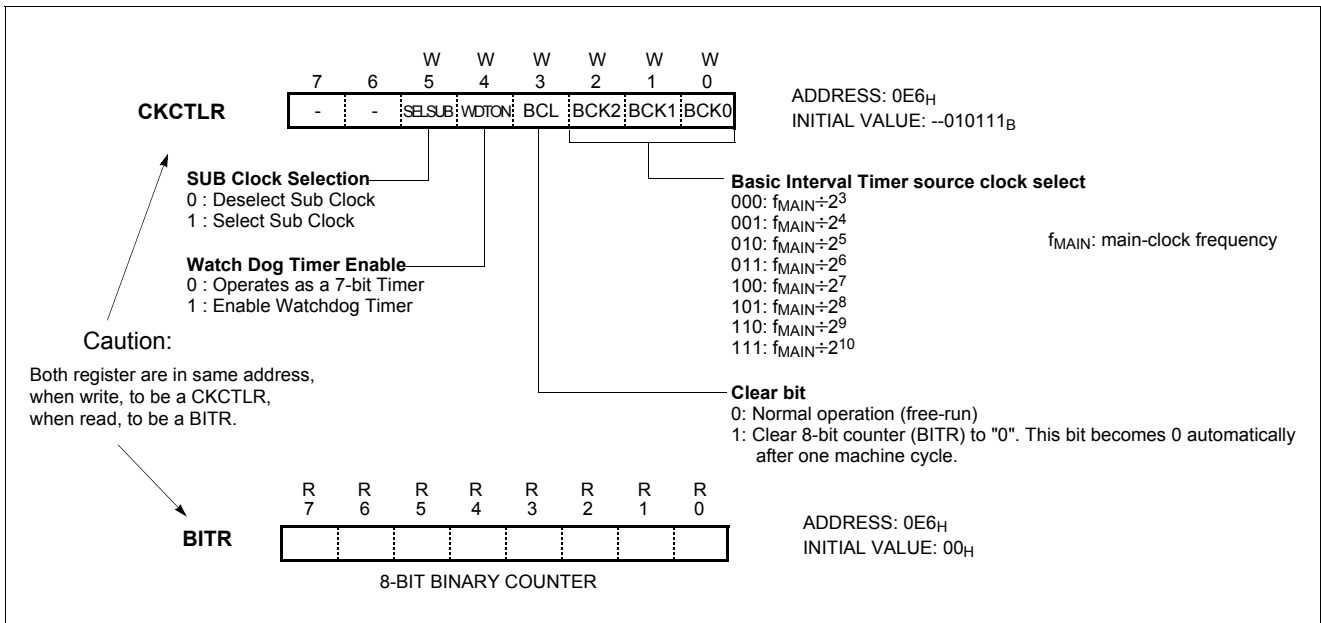 W W W W W W
7 6 5 4 3 2 1 0
CKCTLR - - SELSUB WDTON BCL BCK2 BCK1 BCK0
ADDRESS: 0E6H
INITIAL VALUE: --010111B
SUB Clock Selection
0 : Deselect Sub Clock
1 : Select Sub Clock
Watch Dog Timer Enable
0 : Operates as a 7-bit Timer
1 : Enable Watchdog Timer
Basic Interval Timer source clock select
000: fMAIN÷2³
001: fMAIN÷2⁴
010: fMAIN÷2⁵
011: fMAIN÷2⁶
100: fMAIN÷2⁷
101: fMAIN÷2⁸
110: fMAIN÷2⁹
111: fMAIN÷2¹⁰
fMAIN: main-clock frequency
Caution:
Both register are in same address,
when write, to be a CKCTLR,
when read, to be a BITR.
Clear bit
0: Normal operation (free-run)
1: Clear 8-bit counter (BITR) to "0". This bit becomes 0 automatically
after one machine cycle.
R R R R R R R R
7 6 5 4 3 2 1 0
BITR
ADDRESS: 0E6H
INITIAL VALUE: 00H
8-BIT BINARY COUNTER